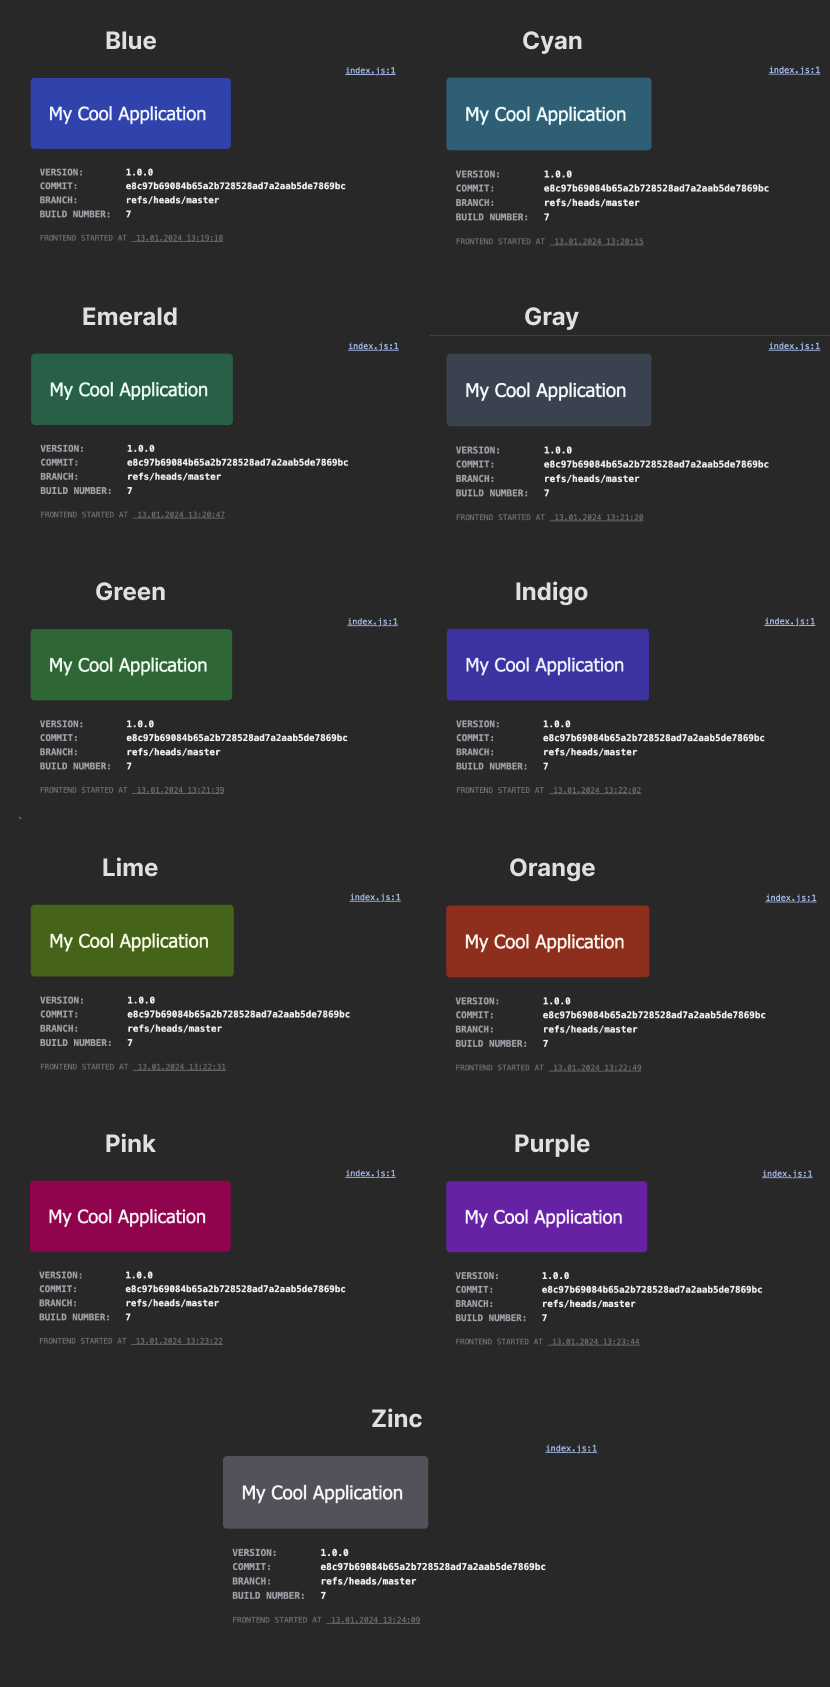 Blue
index.js:1
My Cool Application
VERSION: 1.0.0
COMMIT: e8c97b69084b65a2b728528ad7a2aab5de7869bc
BRANCH: refs/heads/master
BUILD NUMBER: 7
FRONTEND STARTED AT 13.01.2024 13:19:18
Cyan
index.js:1
My Cool Application
VERSION: 1.0.0
COMMIT: e8c97b69084b65a2b728528ad7a2aab5de7869bc
BRANCH: refs/heads/master
BUILD NUMBER: 7
FRONTEND STARTED AT 13.01.2024 13:20:15
Emerald
index.js:1
My Cool Application
VERSION: 1.0.0
COMMIT: e8c97b69084b65a2b728528ad7a2aab5de7869bc
BRANCH: refs/heads/master
BUILD NUMBER: 7
FRONTEND STARTED AT 13.01.2024 13:20:47
Gray
index.js:1
My Cool Application
VERSION: 1.0.0
COMMIT: e8c97b69084b65a2b728528ad7a2aab5de7869bc
BRANCH: refs/heads/master
BUILD NUMBER: 7
FRONTEND STARTED AT 13.01.2024 13:21:20
Green
index.js:1
My Cool Application
VERSION: 1.0.0
COMMIT: e8c97b69084b65a2b728528ad7a2aab5de7869bc
BRANCH: refs/heads/master
BUILD NUMBER: 7
FRONTEND STARTED AT 13.01.2024 13:21:39
`
Indigo
index.js:1
My Cool Application
VERSION: 1.0.0
COMMIT: e8c97b69084b65a2b728528ad7a2aab5de7869bc
BRANCH: refs/heads/master
BUILD NUMBER: 7
FRONTEND STARTED AT 13.01.2024 13:22:02
Lime
index.js:1
My Cool Application
VERSION: 1.0.0
COMMIT: e8c97b69084b65a2b728528ad7a2aab5de7869bc
BRANCH: refs/heads/master
BUILD NUMBER: 7
FRONTEND STARTED AT 13.01.2024 13:22:31
Orange
index.js:1
My Cool Application
VERSION: 1.0.0
COMMIT: e8c97b69084b65a2b728528ad7a2aab5de7869bc
BRANCH: refs/heads/master
BUILD NUMBER: 7
FRONTEND STARTED AT 13.01.2024 13:22:49
Pink
index.js:1
My Cool Application
VERSION: 1.0.0
COMMIT: e8c97b69084b65a2b728528ad7a2aab5de7869bc
BRANCH: refs/heads/master
BUILD NUMBER: 7
FRONTEND STARTED AT 13.01.2024 13:23:22
Purple
index.js:1
My Cool Application
VERSION: 1.0.0
COMMIT: e8c97b69084b65a2b728528ad7a2aab5de7869bc
BRANCH: refs/heads/master
BUILD NUMBER: 7
FRONTEND STARTED AT 13.01.2024 13:23:44
Zinc
index.js:1
My Cool Application
VERSION: 1.0.0
COMMIT: e8c97b69084b65a2b728528ad7a2aab5de7869bc
BRANCH: refs/heads/master
BUILD NUMBER: 7
FRONTEND STARTED AT 13.01.2024 13:24:09